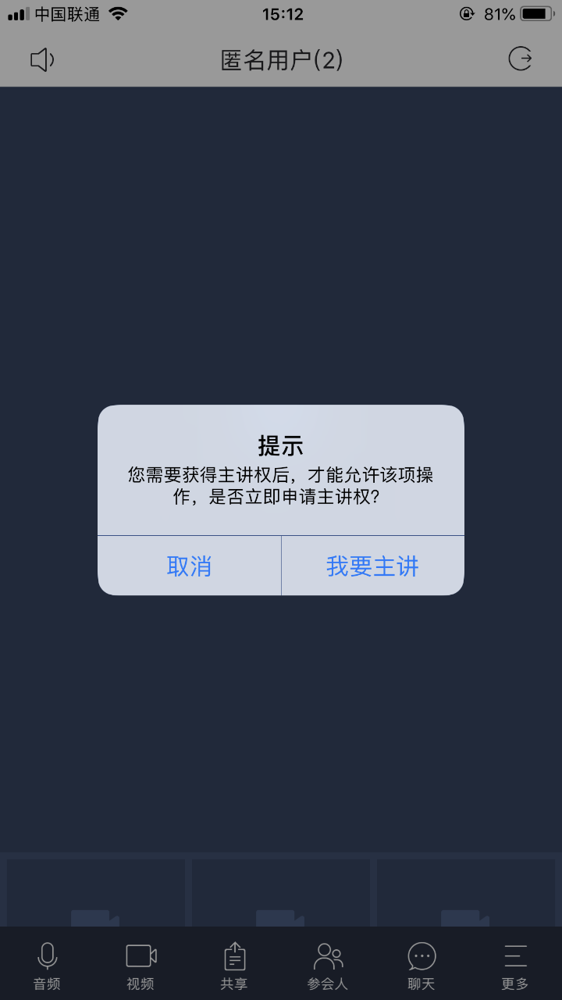 中国联通 15:12 81%
匿名用户(2)
提示
您需要获得主讲权后，才能允许该项操
作，是否立即申请主讲权?
取消 我要主讲
音频 视频 共享 参会人 聊天 更多